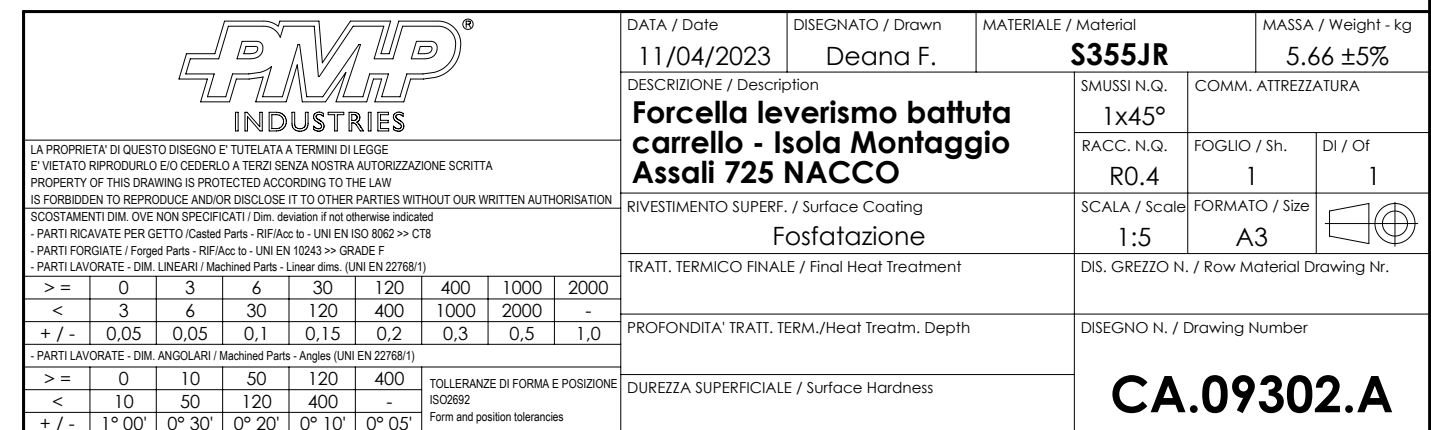 PMP®
INDUSTRIES
LA PROPRIETA' DI QUESTO DISEGNO E' TUTELATA A TERMINI DI LEGGE
E' VIETATO RIPRODURLO E/O CEDERLO A TERZI SENZA NOSTRA AUTORIZZAZIONE SCRITTA
PROPERTY OF THIS DRAWING IS PROTECTED ACCORDING TO THE LAW
IS FORBIDDEN TO REPRODUCE AND/OR DISCLOSE IT TO OTHER PARTIES WITHOUT OUR WRITTEN AUTHORISATION
SCOSTAMENTI DIM. OVE NON SPECIFICATI / Dim. deviation if not otherwise indicated
- PARTI RICAVATE PER GETTO /Casted Parts - RIF/Acc to - UNI EN ISO 8062 >> CT8
- PARTI FORGIATE / Forged Parts - RIF/Acc to - UNI EN 10243 >> GRADE F
- PARTI LAVORATE - DIM. LINEARI / Machined Parts - Linear dims. (UNI EN 22768/1)
> = 0 3 6 30 120 400 1000 2000
< 3 6 30 120 400 1000 2000 -
+ / - 0,05 0,05 0,1 0,15 0,2 0,3 0,5 1,0
- PARTI LAVORATE - DIM. ANGOLARI / Machined Parts - Angles (UNI EN 22768/1)
> = 0 10 50 120 400
< 10 50 120 400 -
+ / - 1° 00' 0° 30' 0° 20' 0° 10' 0° 05'
TOLLERANZE DI FORMA E POSIZIONE
ISO2692
Form and position tolerancies
DATA / Date
11/04/2023
DISEGNATO / Drawn
Deana F.
MATERIALE / Material
S355JR
MASSA / Weight - kg
5.66 ±5%
DESCRIZIONE / Description
Forcella leverismo battuta
carrello - Isola Montaggio
Assali 725 NACCO
SMUSSI N.Q.
1x45°
COMM. ATTREZZATURA
RACC. N.Q.
R0.4
FOGLIO / Sh.
1
DI / Of
1
RIVESTIMENTO SUPERF. / Surface Coating
Fosfatazione
SCALA / Scale
1:5
FORMATO / Size
A3
TRATT. TERMICO FINALE / Final Heat Treatment
DIS. GREZZO N. / Row Material Drawing Nr.
PROFONDITA' TRATT. TERM./Heat Treatm. Depth
DISEGNO N. / Drawing Number
CA.09302.A
DUREZZA SUPERFICIALE / Surface Hardness